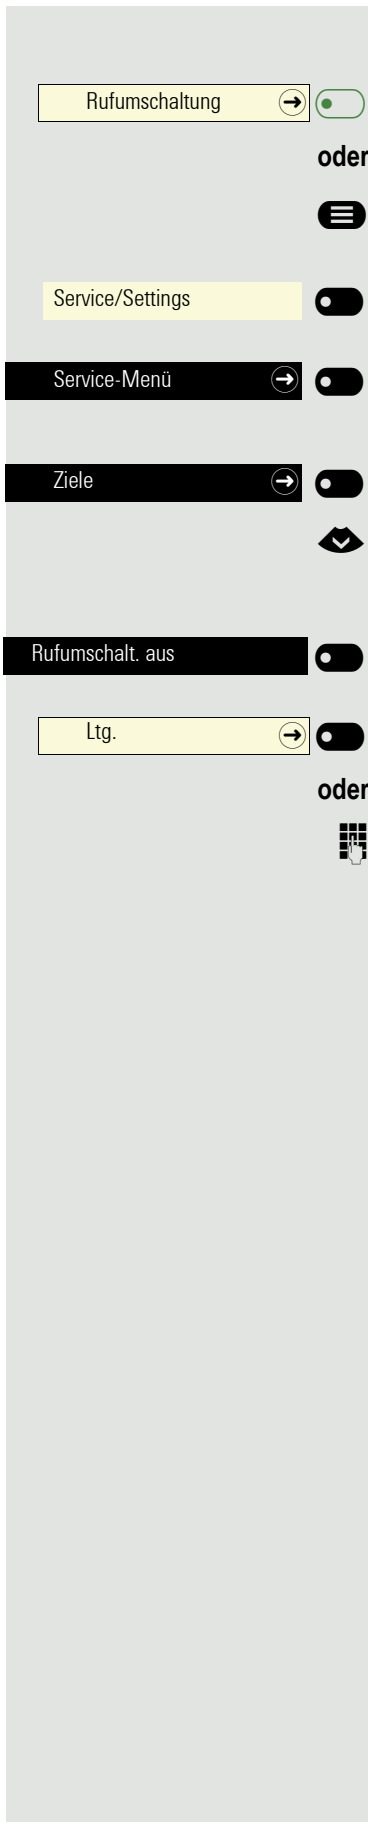 Rufumschaltung
oder
Service/Settings
Service-Menü
Ziele
Rufumschalt. aus
Ltg.
oder